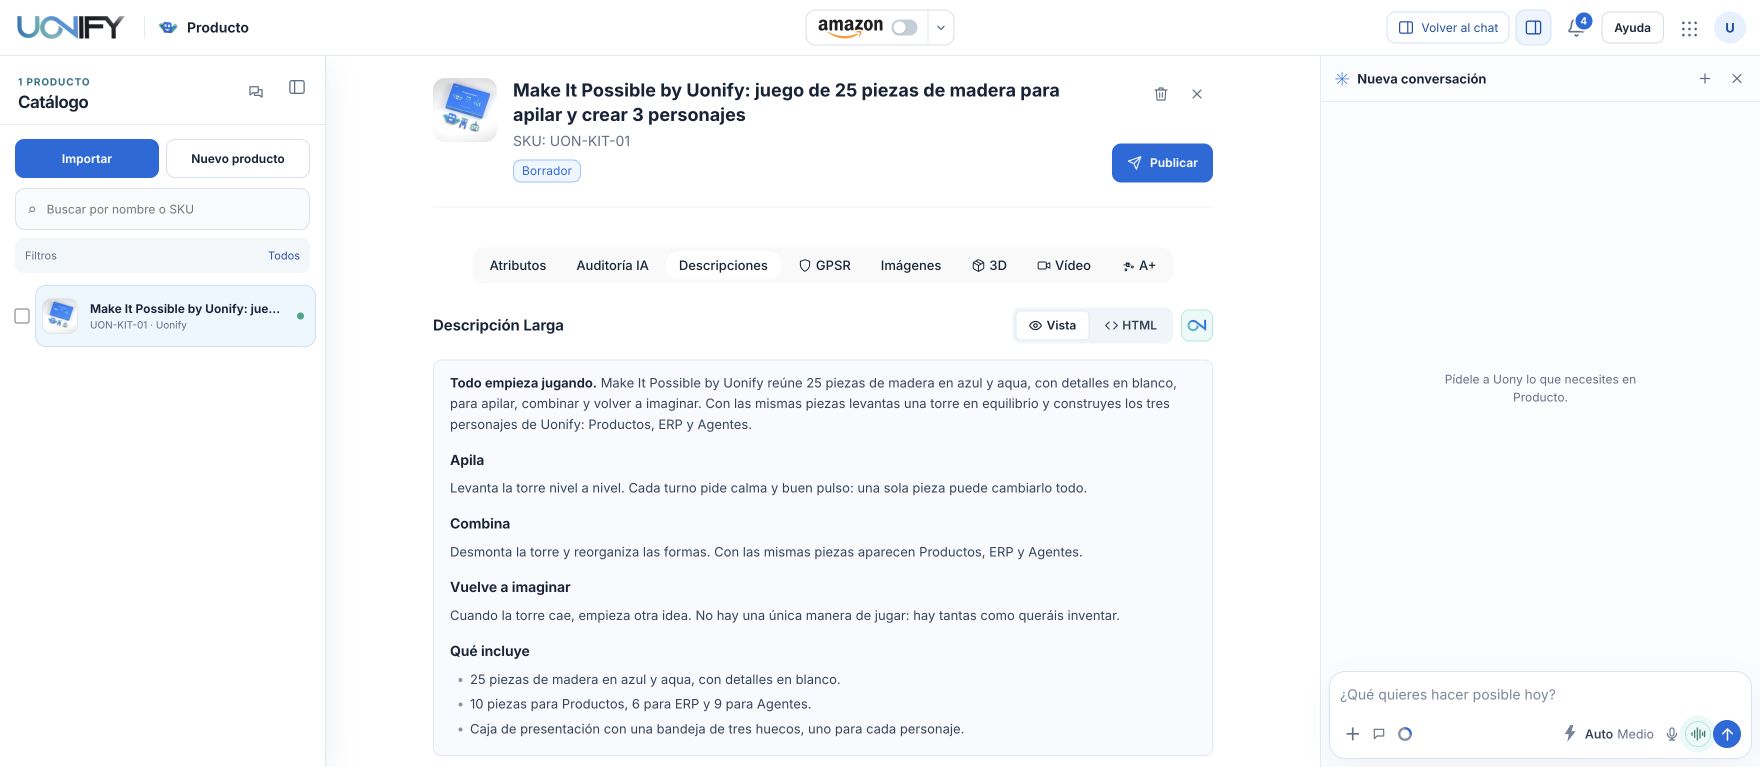 UONIFY
Producto
amazon
Volver al chat
4
Ayuda
U
1 PRODUCTO
Catálogo
Importar
Nuevo producto
Buscar por nombre o SKU
Filtros
Todos
Make It Possible by Uonify: jue...
UON-KIT-01 · Uonify
Make It Possible by Uonify: juego de 25 piezas de madera para
apilar y crear 3 personajes
SKU: UON-KIT-01
Borrador
Publicar
Atributos
Auditoría IA
Descripciones
GPSR
Imágenes
3D
Vídeo
A+
Descripción Larga
Vista
HTML
Todo empieza jugando. Make It Possible by Uonify reúne 25 piezas de madera en azul y aqua, con detalles en blanco,
para apilar, combinar y volver a imaginar. Con las mismas piezas levantas una torre en equilibrio y construyes los tres
personajes de Uonify: Productos, ERP y Agentes.
Apila
Levanta la torre nivel a nivel. Cada turno pide calma y buen pulso: una sola pieza puede cambiarlo todo.
Combina
Desmonta la torre y reorganiza las formas. Con las mismas piezas aparecen Productos, ERP y Agentes.
Vuelve a imaginar
Cuando la torre cae, empieza otra idea. No hay una única manera de jugar: hay tantas como queráis inventar.
Qué incluye
• 25 piezas de madera en azul y aqua, con detalles en blanco.
• 10 piezas para Productos, 6 para ERP y 9 para Agentes.
• Caja de presentación con una bandeja de tres huecos, uno para cada personaje.
Nueva conversación
Pídele a Uony lo que necesites en
Producto.
¿Qué quieres hacer posible hoy?
Auto Medio